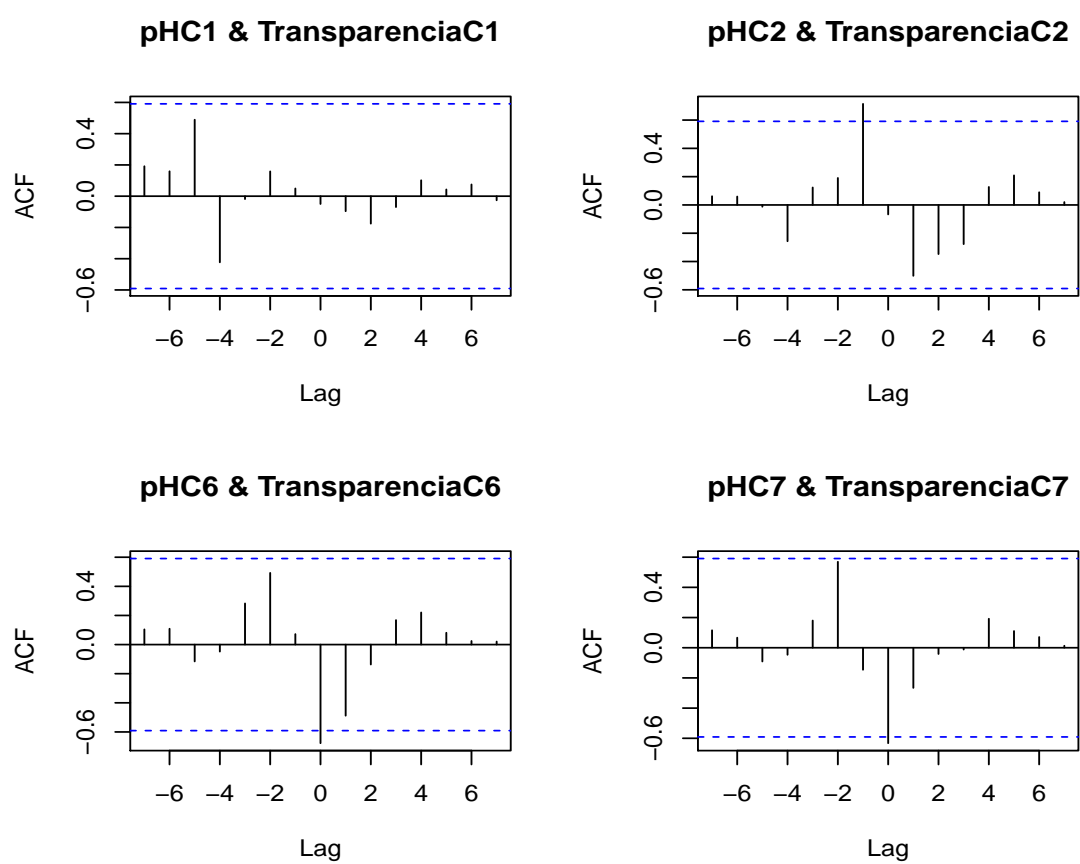 pHC1 & TransparenciaC1
ACF
0.4
0.0
−0.6
−6 −4 −2 0 2 4 6
Lag
pHC2 & TransparenciaC2
ACF
0.4
0.0
−0.6
−6 −4 −2 0 2 4 6
Lag
pHC6 & TransparenciaC6
ACF
0.4
0.0
−0.6
−6 −4 −2 0 2 4 6
Lag
pHC7 & TransparenciaC7
ACF
0.4
0.0
−0.6
−6 −4 −2 0 2 4 6
Lag